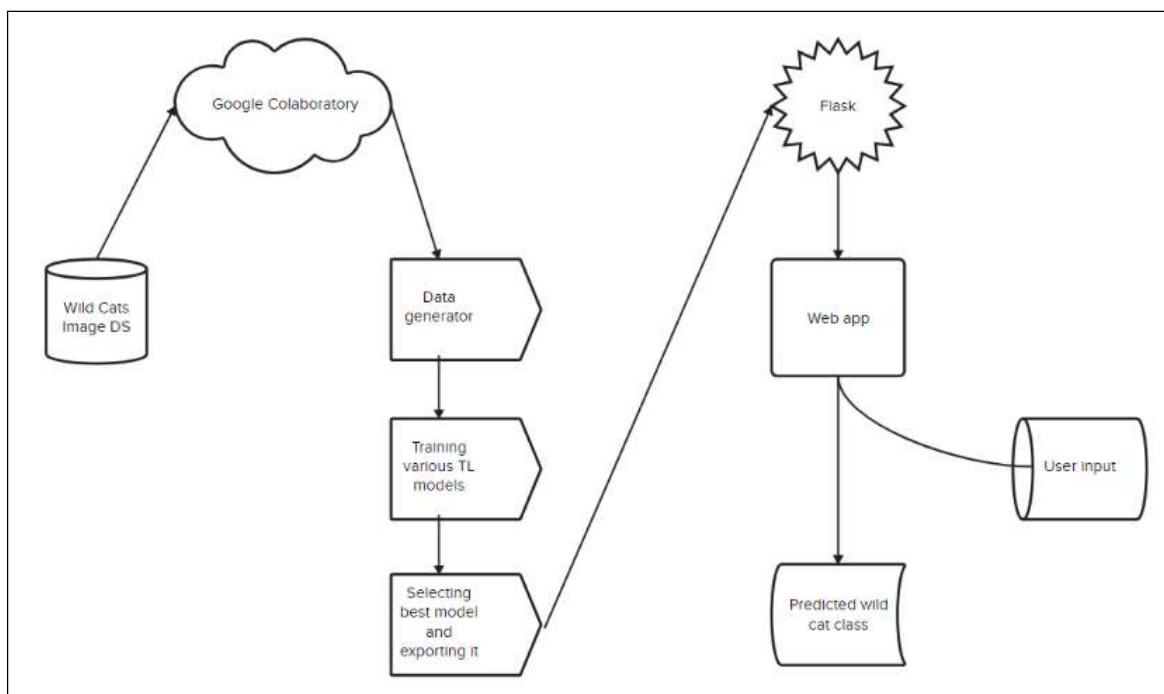 Google Colaboratory
Wild Cats
Image DS
Data
generator
Training
various TL
models
Selecting
best model
and
exporting it
Flask
Web app
User input
Predicted wild
cat class